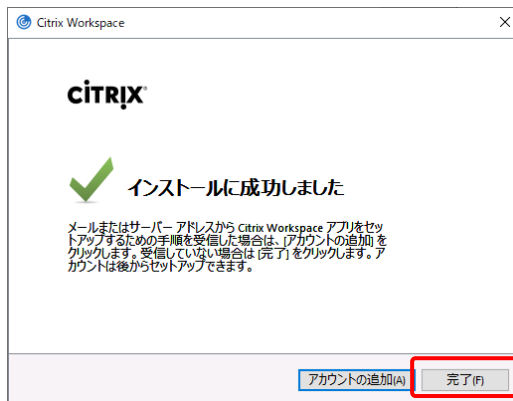 Citrix Workspace
CİTRIX
インストールに成功しました
メールまたはサーバー アドレスから Citrix Workspace アプリをセッ
トアップするための手順を受信した場合は、[アカウントの追加] を
クリックします。受信していない場合は [完了] をクリックします。ア
カウントは後からセットアップできます。
アカウントの追加(A)
完了(F)